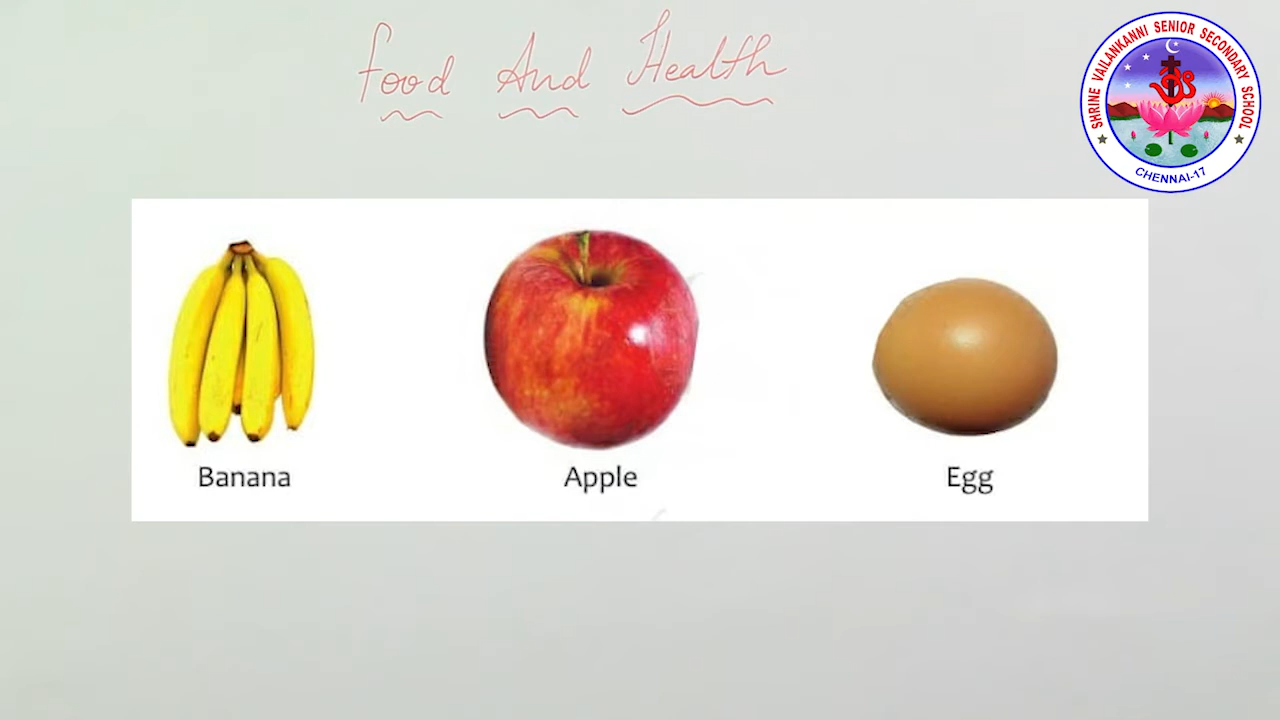 Food And Health
SHRINE VAILANKANNI SENIOR SECONDARY SCHOOL
CHENNAI-17
Banana Apple Egg